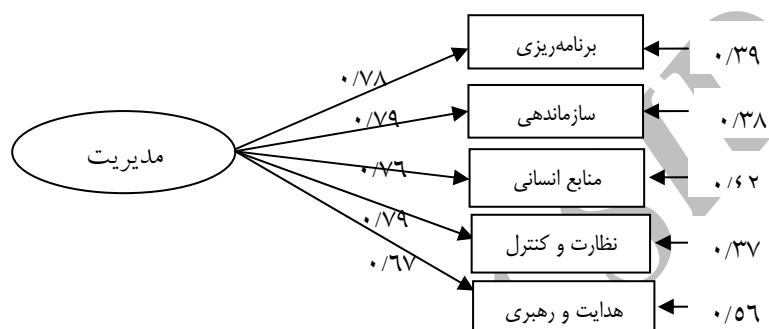 برنامه‌ریزی
۰/۳۹
۰/۷۸
سازماندهی
۰/۳۸
۰/۷۹
مدیریت
منابع انسانی
۰/۴۲
۰/۷۶
نظارت و کنترل
۰/۳۷
۰/۷۹
هدایت و رهبری
۰/۵۶
۰/۶۷